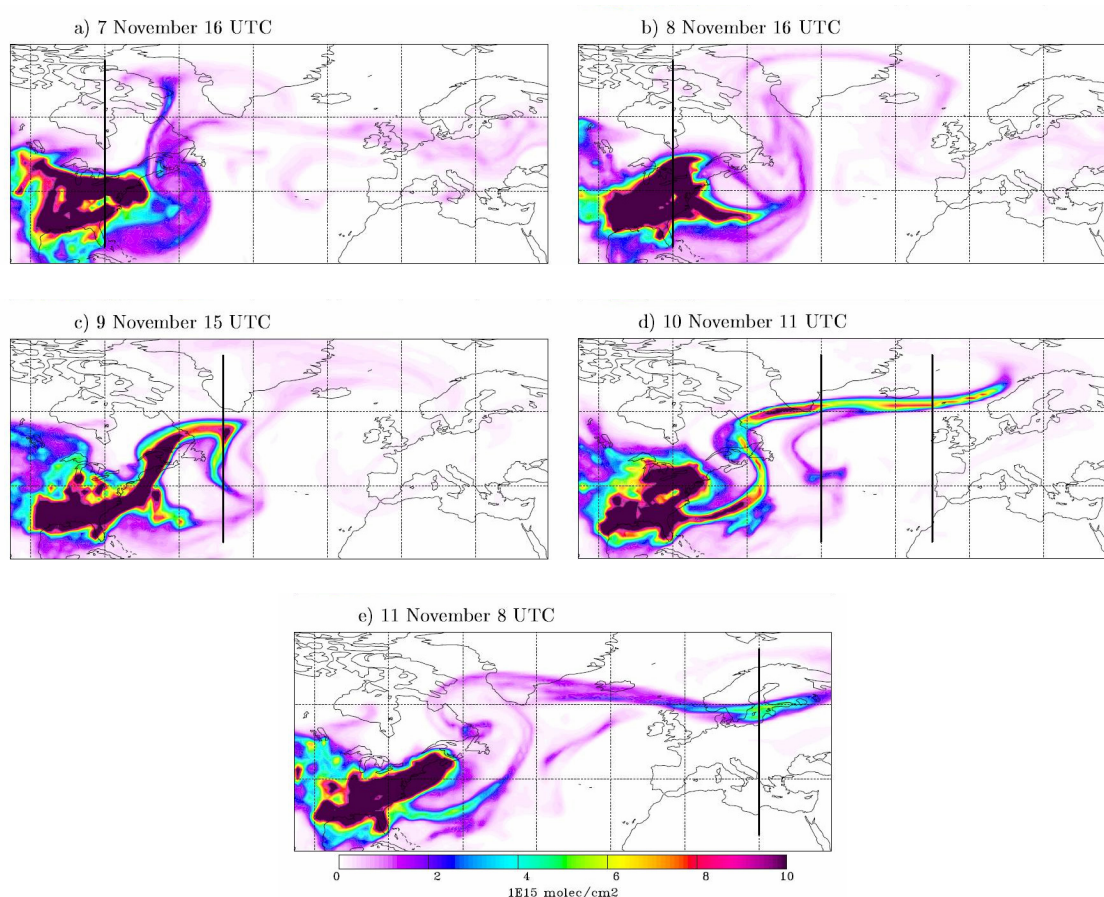 a) 7 November 16 UTC
b) 8 November 16 UTC
c) 9 November 15 UTC
d) 10 November 11 UTC
e) 11 November 8 UTC
0 2 4 6 8 10
1E15 molec/cm2